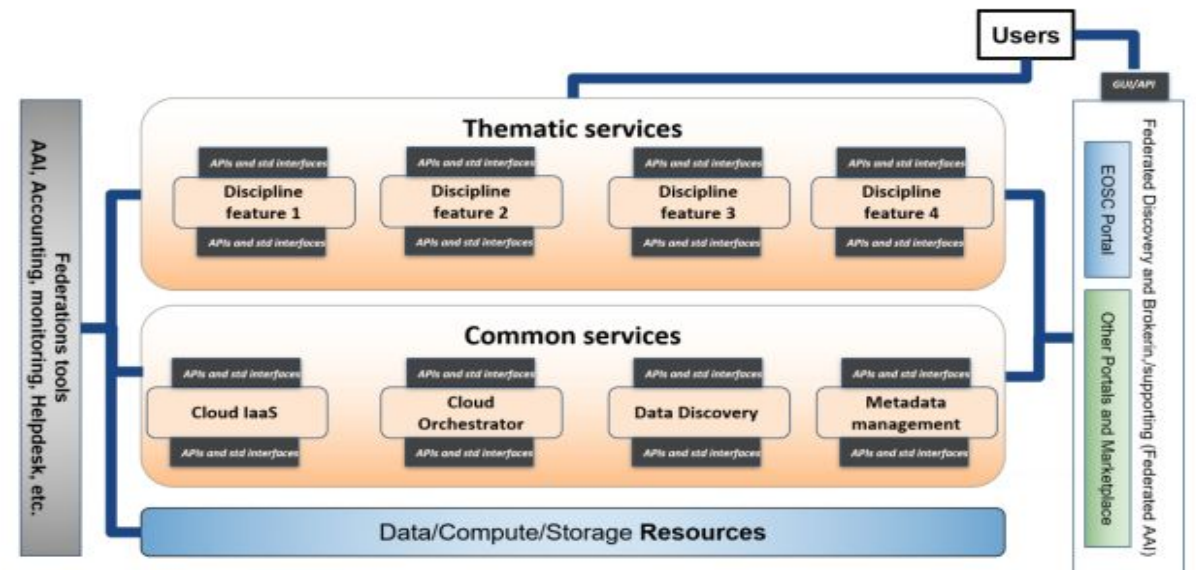 Users
GUI/API
Federations tools
AAI, Accounting, monitoring, Helpdesk, etc.
Thematic services
APIs and std interfaces
Discipline
feature 1
APIs and std interfaces
APIs and std interfaces
Discipline
feature 2
APIs and std interfaces
APIs and std interfaces
Discipline
feature 3
APIs and std interfaces
APIs and std interfaces
Discipline
feature 4
APIs and std interfaces
Common services
APIs and std interfaces
Cloud IaaS
APIs and std interfaces
APIs and std interfaces
Cloud
Orchestrator
APIs and std interfaces
APIs and std interfaces
Data Discovery
APIs and std interfaces
APIs and std interfaces
Metadata
management
APIs and std interfaces
Data/Compute/Storage Resources
Federated Discovery and Brokerin,/supporting (Federated AAI)
EOSC Portal
Other Portals and Marketplace